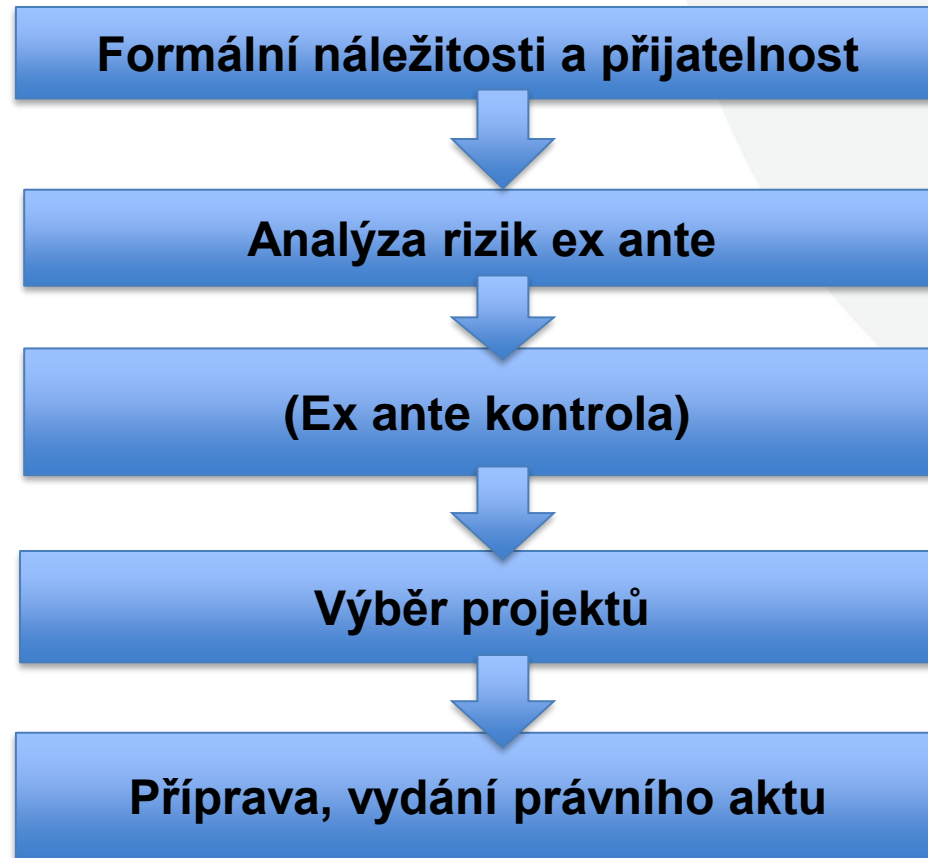 Formální náležitosti a přijatelnost
Analýza rizik ex ante
(Ex ante kontrola)
Výběr projektů
Příprava, vydání právního aktu